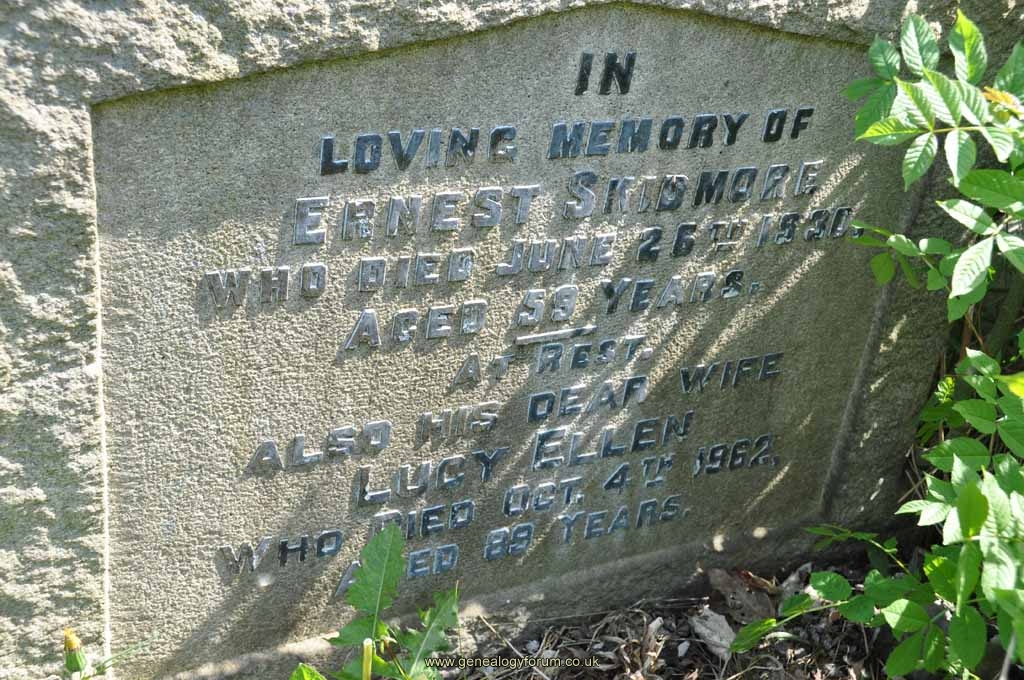 IN
LOVING MEMORY OF
ERNEST SKIDMORE
WHO DIED JUNE 26TH 1930,
AGED 59 YEARS.
AT REST.
ALSO HIS DEAR WIFE
LUCY ELLEN
WHO DIED OCT. 4TH 1962.
AGED 89 YEARS.
www.genealogyforum.co.uk